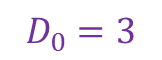 D₀ = 3